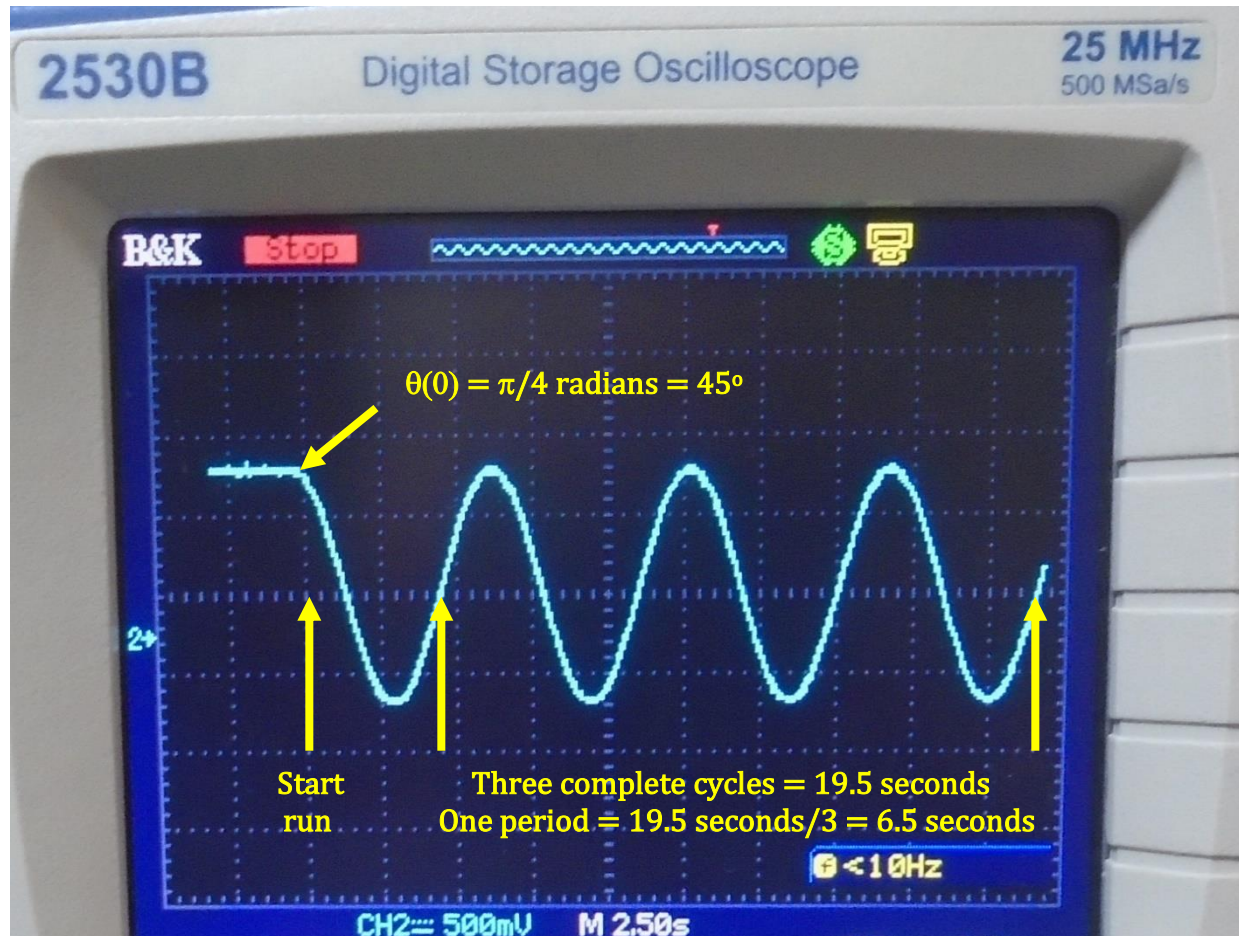 2530B Digital Storage Oscilloscope 25 MHz
500 MSa/s
B&K Stop T
θ(0) = π/4 radians = 45º
2
Start
run
Three complete cycles = 19.5 seconds
One period = 19.5 seconds/3 = 6.5 seconds
f <10Hz
CH2 500mV M 2.50s